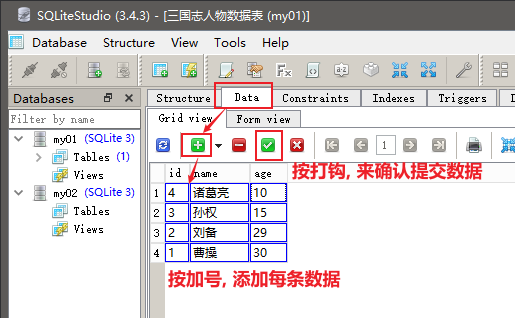 SQLiteStudio (3.4.3) - [三国志人物数据表 (my01)]
Database Structure View Tools Help
Databases
Filter by name
my01 (SQLite 3)
Tables (1)
Views
my02 (SQLite 3)
Tables
Views
Structure Data Constraints Indexes Triggers D
Grid view Form view
1
id name age
1 4 诸葛亮 10
2 3 孙权 15
3 2 刘备 29
4 1 曹操 30
按打钩, 来确认提交数据
按加号, 添加每条数据